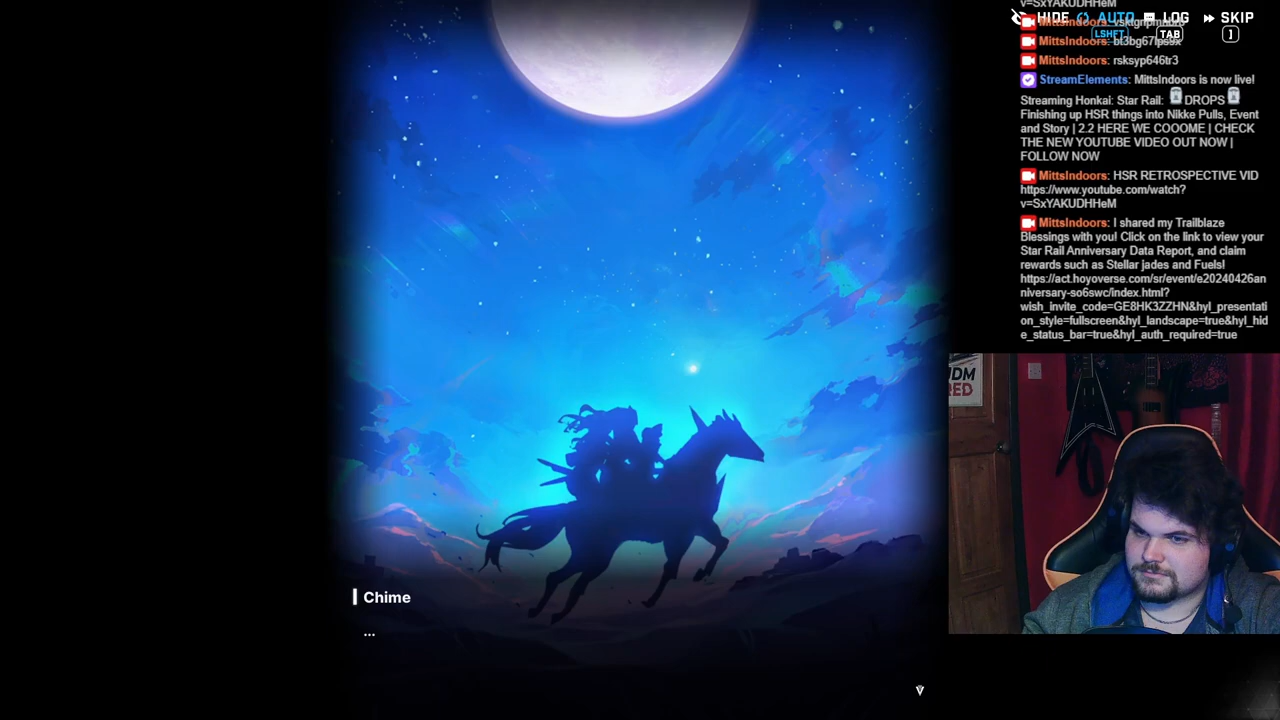 v=SxYAKUDHHeM
HIDE AUTO LOG SKIP
LSHFT TAB ]
MittsIndoors:
MittsIndoors:
MittsIndoors: rsksyp646tr3
StreamElements: MittsIndoors is now live!
Streaming Honkai: Star Rail: DROPS
Finishing up HSR things into Nikke Pulls, Event
and Story | 2.2 HERE WE COOOME | CHECK
THE NEW YOUTUBE VIDEO OUT NOW |
FOLLOW NOW
MittsIndoors: HSR RETROSPECTIVE VID
https://www.youtube.com/watch?
v=SxYAKUDHHeM
MittsIndoors: I shared my Trailblaze
Blessings with you! Click on the link to view your
Star Rail Anniversary Data Report, and claim
rewards such as Stellar jades and Fuels!
https://act.hoyoverse.com/sr/event/e20240426an
niversary-so6swc/index.html?
wish_invite_code=GE8HK3ZZHN&hyl_presentati
on_style=fullscreen&hyl_landscape=true&hyl_hid
e_status_bar=true&hyl_auth_required=true
Chime
...